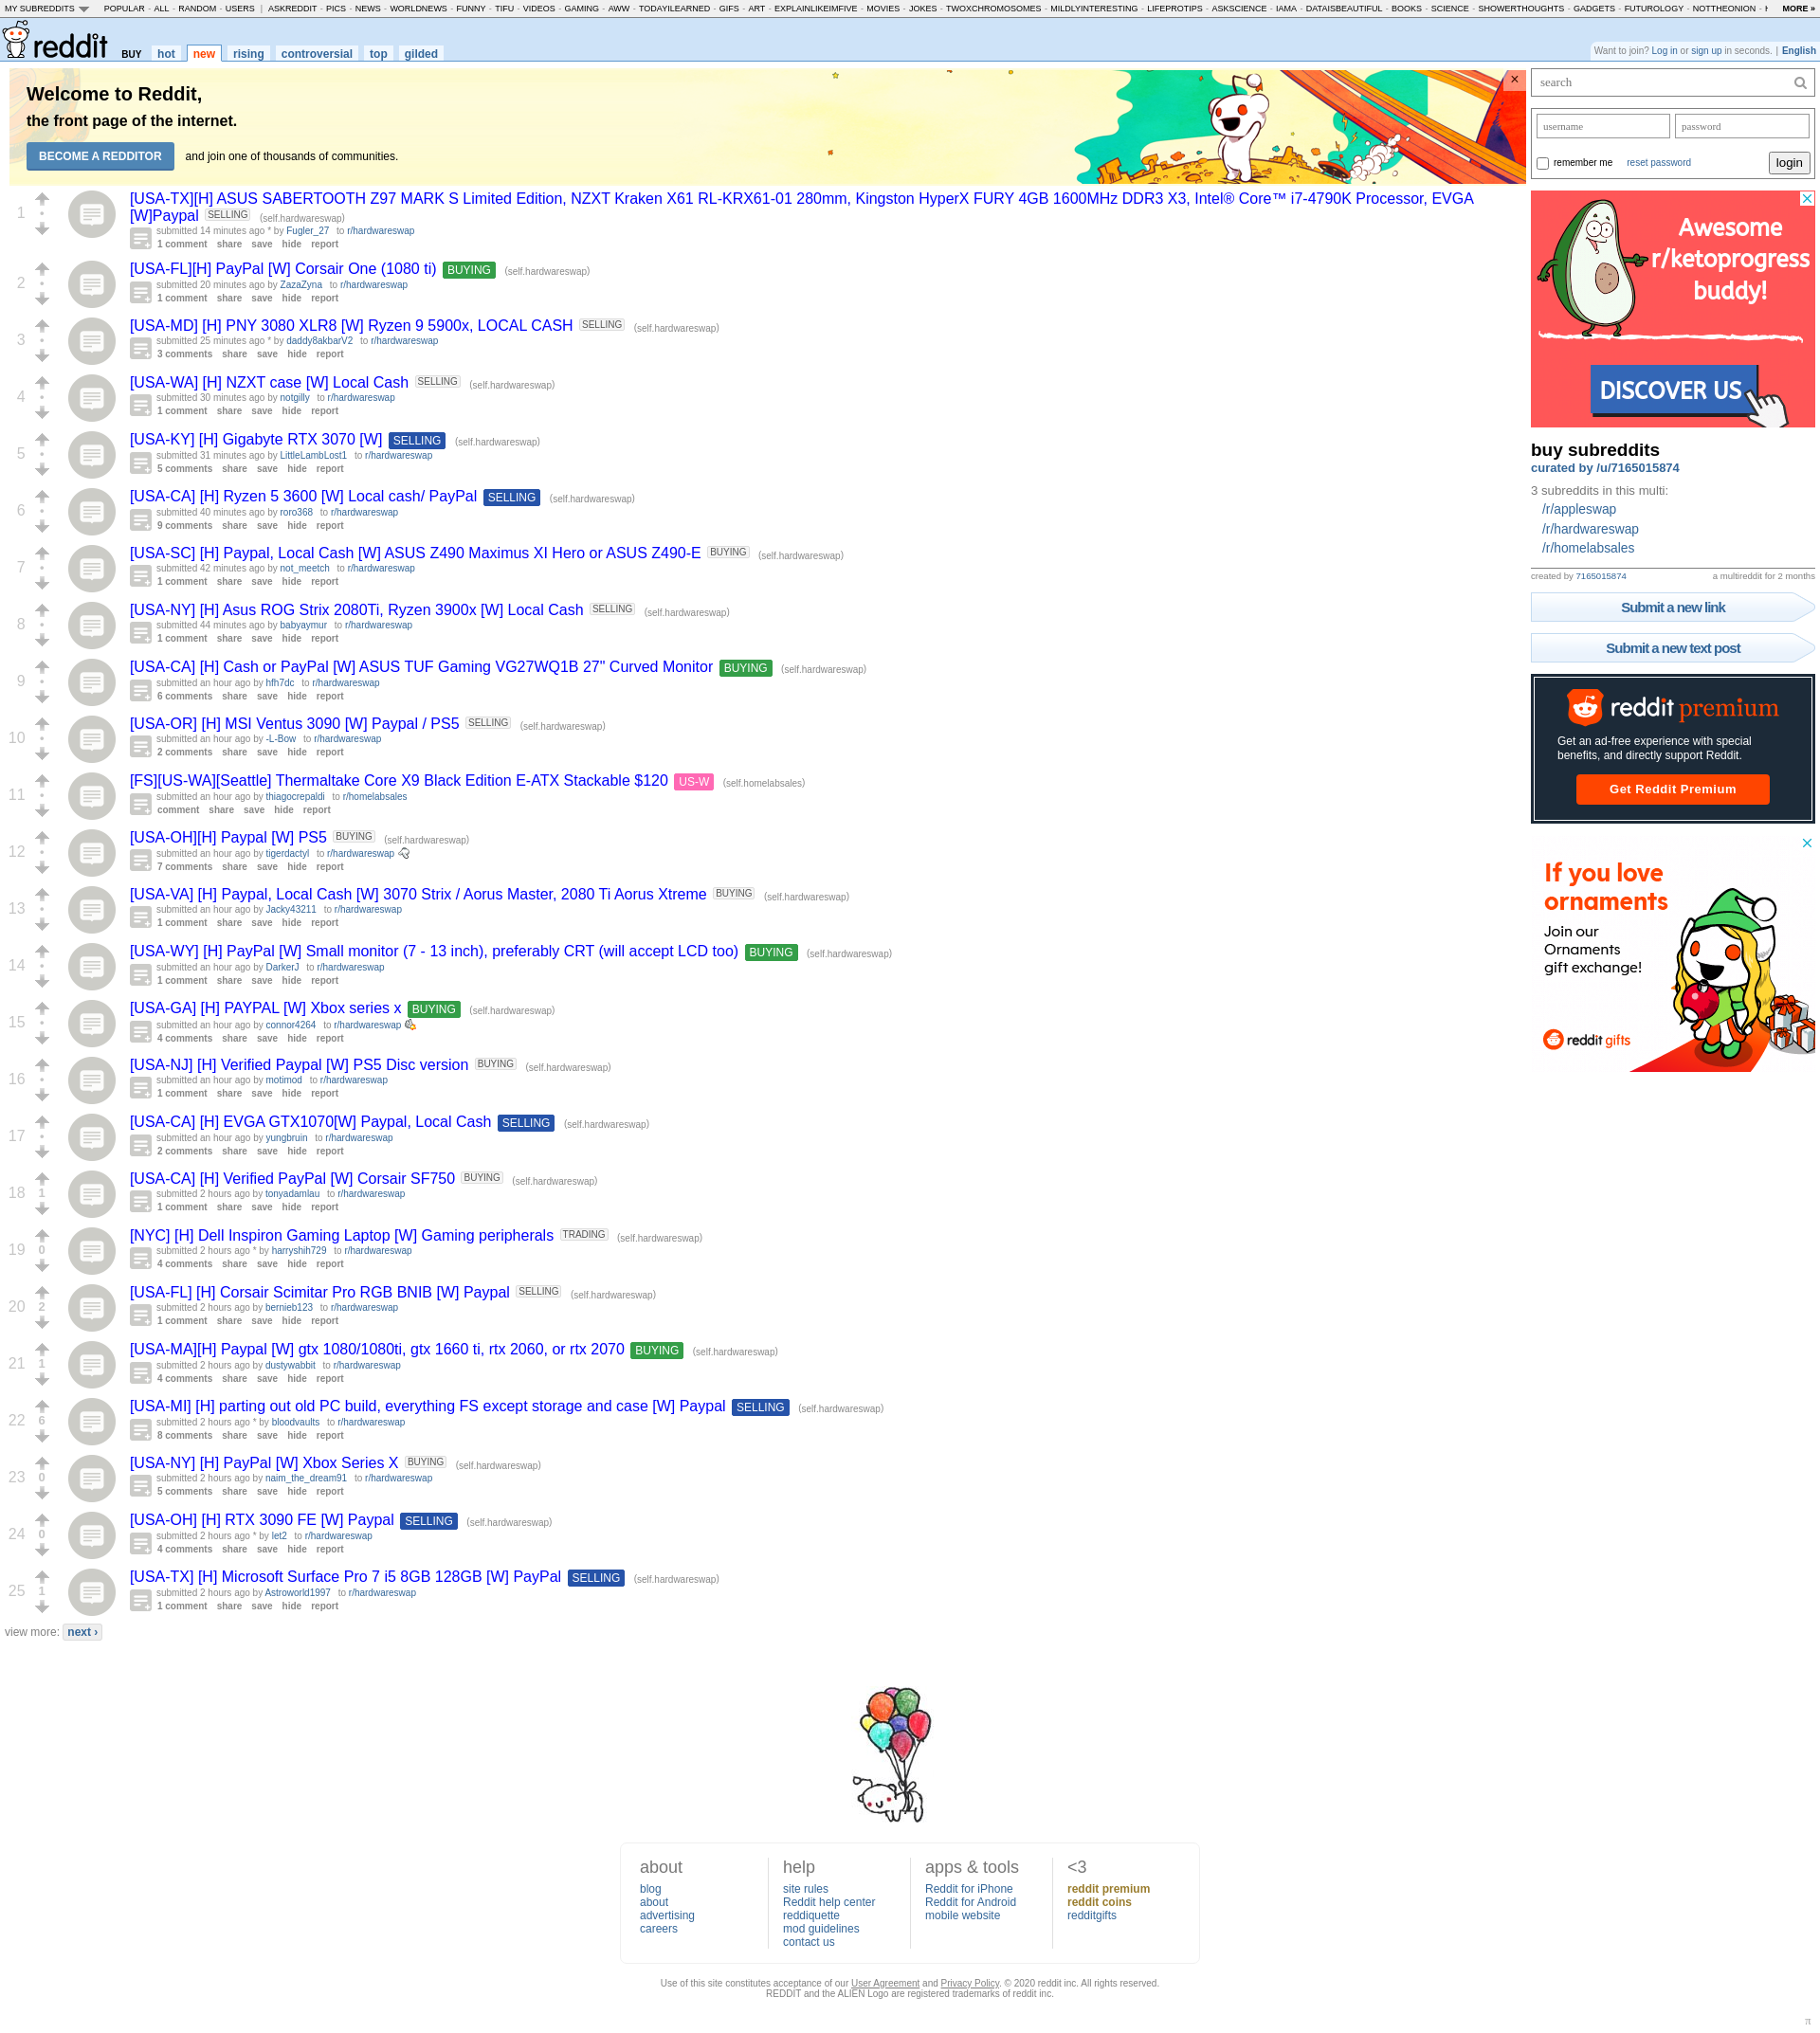 MY SUBREDDITS POPULAR - ALL - RANDOM - USERS | ASKREDDIT - PICS - NEWS - WORLDNEWS - FUNNY - TIFU - VIDEOS - GAMING - AWW - TODAYILEARNED - GIFS - ART - EXPLAINLIKEIMFIVE - MOVIES - JOKES - TWOXCHROMOSOMES - MILDLYINTERESTING - LIFEPROTIPS - ASKSCIENCE - IAMA - DATAISBEAUTIFUL - BOOKS - SCIENCE - SHOWERTHOUGHTS - GADGETS - FUTUROLOGY - NOTTHEONION - MORE »
reddit BUY hot new rising controversial top gilded
Want to join? Log in or sign up in seconds. | English
Welcome to Reddit,
the front page of the internet.
BECOME A REDDITOR and join one of thousands of communities.
×
1
[USA-TX][H] ASUS SABERTOOTH Z97 MARK S Limited Edition, NZXT Kraken X61 RL-KRX61-01 280mm, Kingston HyperX FURY 4GB 1600MHz DDR3 X3, Intel® Core™ i7-4790K Processor, EVGA
[W]Paypal SELLING (self.hardwareswap)
submitted 14 minutes ago * by Fugler_27 to r/hardwareswap
1 comment share save hide report
2
[USA-FL][H] PayPal [W] Corsair One (1080 ti) BUYING (self.hardwareswap)
submitted 20 minutes ago by ZazaZyna to r/hardwareswap
1 comment share save hide report
3
[USA-MD] [H] PNY 3080 XLR8 [W] Ryzen 9 5900x, LOCAL CASH SELLING (self.hardwareswap)
submitted 25 minutes ago * by daddy8akbarV2 to r/hardwareswap
3 comments share save hide report
4
[USA-WA] [H] NZXT case [W] Local Cash SELLING (self.hardwareswap)
submitted 30 minutes ago by notgilly to r/hardwareswap
1 comment share save hide report
5
[USA-KY] [H] Gigabyte RTX 3070 [W] SELLING (self.hardwareswap)
submitted 31 minutes ago by LittleLambLost1 to r/hardwareswap
5 comments share save hide report
6
[USA-CA] [H] Ryzen 5 3600 [W] Local cash/ PayPal SELLING (self.hardwareswap)
submitted 40 minutes ago by roro368 to r/hardwareswap
9 comments share save hide report
7
[USA-SC] [H] Paypal, Local Cash [W] ASUS Z490 Maximus XI Hero or ASUS Z490-E BUYING (self.hardwareswap)
submitted 42 minutes ago by not_meetch to r/hardwareswap
1 comment share save hide report
8
[USA-NY] [H] Asus ROG Strix 2080Ti, Ryzen 3900x [W] Local Cash SELLING (self.hardwareswap)
submitted 44 minutes ago by babyaymur to r/hardwareswap
1 comment share save hide report
9
[USA-CA] [H] Cash or PayPal [W] ASUS TUF Gaming VG27WQ1B 27" Curved Monitor BUYING (self.hardwareswap)
submitted an hour ago by hfh7dc to r/hardwareswap
6 comments share save hide report
10
[USA-OR] [H] MSI Ventus 3090 [W] Paypal / PS5 SELLING (self.hardwareswap)
submitted an hour ago by -L-Bow to r/hardwareswap
2 comments share save hide report
11
[FS][US-WA][Seattle] Thermaltake Core X9 Black Edition E-ATX Stackable $120 US-W (self.homelabsales)
submitted an hour ago by thiagocrepaldi to r/homelabsales
comment share save hide report
12
[USA-OH][H] Paypal [W] PS5 BUYING (self.hardwareswap)
submitted an hour ago by tigerdactyl to r/hardwareswap
7 comments share save hide report
13
[USA-VA] [H] Paypal, Local Cash [W] 3070 Strix / Aorus Master, 2080 Ti Aorus Xtreme BUYING (self.hardwareswap)
submitted an hour ago by Jacky43211 to r/hardwareswap
1 comment share save hide report
14
[USA-WY] [H] PayPal [W] Small monitor (7 - 13 inch), preferably CRT (will accept LCD too) BUYING (self.hardwareswap)
submitted an hour ago by DarkerJ to r/hardwareswap
1 comment share save hide report
15
[USA-GA] [H] PAYPAL [W] Xbox series x BUYING (self.hardwareswap)
submitted an hour ago by connor4264 to r/hardwareswap
4 comments share save hide report
16
[USA-NJ] [H] Verified Paypal [W] PS5 Disc version BUYING (self.hardwareswap)
submitted an hour ago by motimod to r/hardwareswap
1 comment share save hide report
17
[USA-CA] [H] EVGA GTX1070[W] Paypal, Local Cash SELLING (self.hardwareswap)
submitted an hour ago by yungbruin to r/hardwareswap
2 comments share save hide report
18 1
[USA-CA] [H] Verified PayPal [W] Corsair SF750 BUYING (self.hardwareswap)
submitted 2 hours ago by tonyadamlau to r/hardwareswap
1 comment share save hide report
19 0
[NYC] [H] Dell Inspiron Gaming Laptop [W] Gaming peripherals TRADING (self.hardwareswap)
submitted 2 hours ago * by harryshih729 to r/hardwareswap
4 comments share save hide report
20 2
[USA-FL] [H] Corsair Scimitar Pro RGB BNIB [W] Paypal SELLING (self.hardwareswap)
submitted 2 hours ago by bernieb123 to r/hardwareswap
1 comment share save hide report
21 1
[USA-MA][H] Paypal [W] gtx 1080/1080ti, gtx 1660 ti, rtx 2060, or rtx 2070 BUYING (self.hardwareswap)
submitted 2 hours ago by dustywabbit to r/hardwareswap
4 comments share save hide report
22 6
[USA-MI] [H] parting out old PC build, everything FS except storage and case [W] Paypal SELLING (self.hardwareswap)
submitted 2 hours ago * by bloodvaults to r/hardwareswap
8 comments share save hide report
23 0
[USA-NY] [H] PayPal [W] Xbox Series X BUYING (self.hardwareswap)
submitted 2 hours ago by naim_the_dream91 to r/hardwareswap
5 comments share save hide report
24 0
[USA-OH] [H] RTX 3090 FE [W] Paypal SELLING (self.hardwareswap)
submitted 2 hours ago * by let2 to r/hardwareswap
4 comments share save hide report
25 1
[USA-TX] [H] Microsoft Surface Pro 7 i5 8GB 128GB [W] PayPal SELLING (self.hardwareswap)
submitted 2 hours ago by Astroworld1997 to r/hardwareswap
1 comment share save hide report
view more: next ›
search
username password
remember me reset password login
Awesome
r/ketoprogress
buddy!
DISCOVER US
buy subreddits
curated by /u/7165015874
3 subreddits in this multi:
/r/appleswap
/r/hardwareswap
/r/homelabsales
created by 7165015874 a multireddit for 2 months
Submit a new link
Submit a new text post
reddit premium
Get an ad-free experience with special
benefits, and directly support Reddit.
Get Reddit Premium
If you love
ornaments
Join our
Ornaments
gift exchange!
reddit gifts
about
blog
about
advertising
careers
help
site rules
Reddit help center
reddiquette
mod guidelines
contact us
apps & tools
Reddit for iPhone
Reddit for Android
mobile website
<3
reddit premium
reddit coins
redditgifts
Use of this site constitutes acceptance of our User Agreement and Privacy Policy. © 2020 reddit inc. All rights reserved.
REDDIT and the ALIEN Logo are registered trademarks of reddit inc.
π